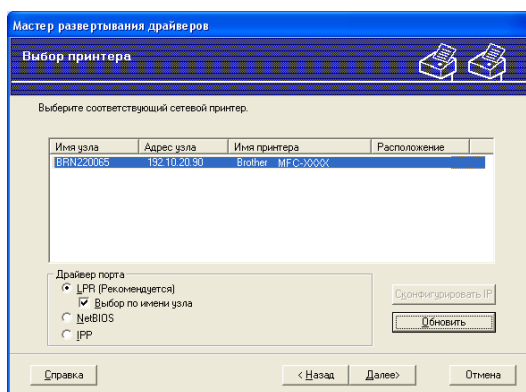 Мастер развертывания драйверов
Выбор принтера
Выберите соответствующий сетевой принтер.
Имя узла Адрес узла Имя принтера Расположение
BRN220065 192.10.20.90 Brother MFC-XXXX
Драйвер порта
LPR (Рекомендуется)
Выбор по имени узла
NetBIOS
IPP
Сконфигурировать IP
Обновить
Справка < Назад Далее> Отмена